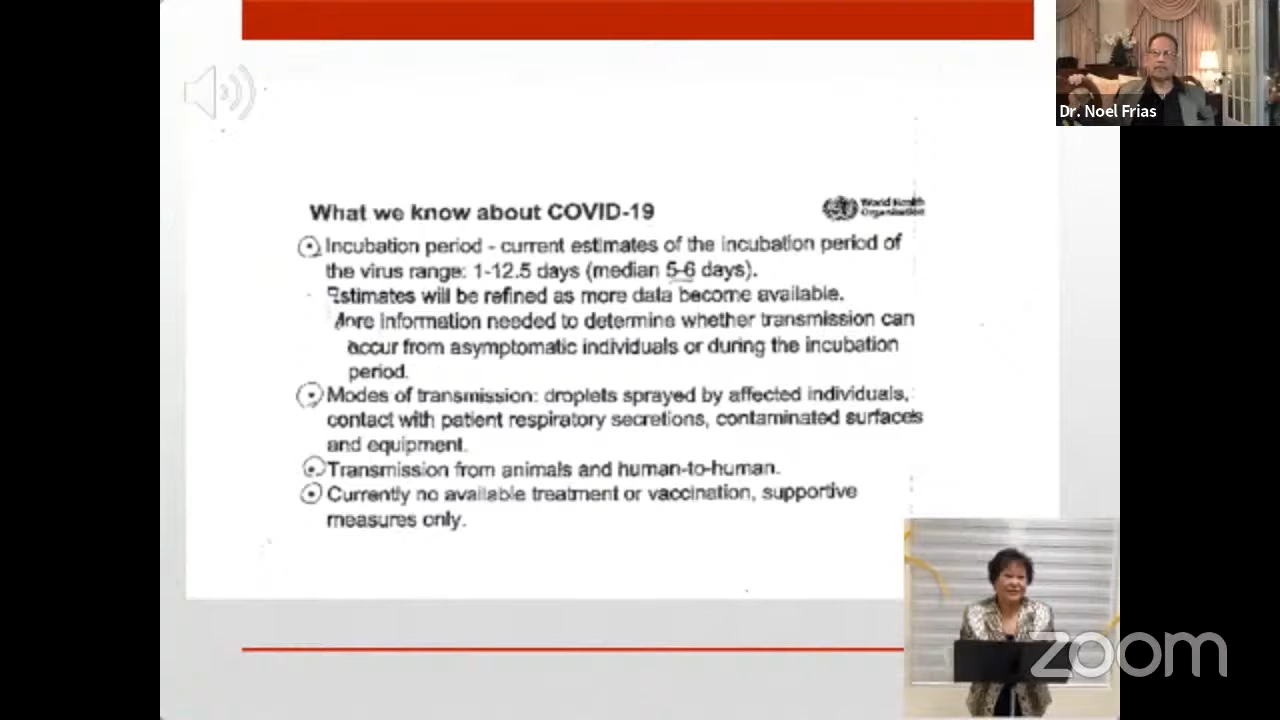 Dr. Noel Frias
What we know about COVID-19
World Health
Organization
Incubation period - current estimates of the incubation period of
the virus range: 1-12.5 days (median 5-6 days).
Estimates will be refined as more data become available.
More information needed to determine whether transmission can
occur from asymptomatic individuals or during the incubation
period.
Modes of transmission: droplets sprayed by affected individuals,
contact with patient respiratory secretions, contaminated surfaces
and equipment.
Transmission from animals and human-to-human.
Currently no available treatment or vaccination, supportive
measures only.
zoom